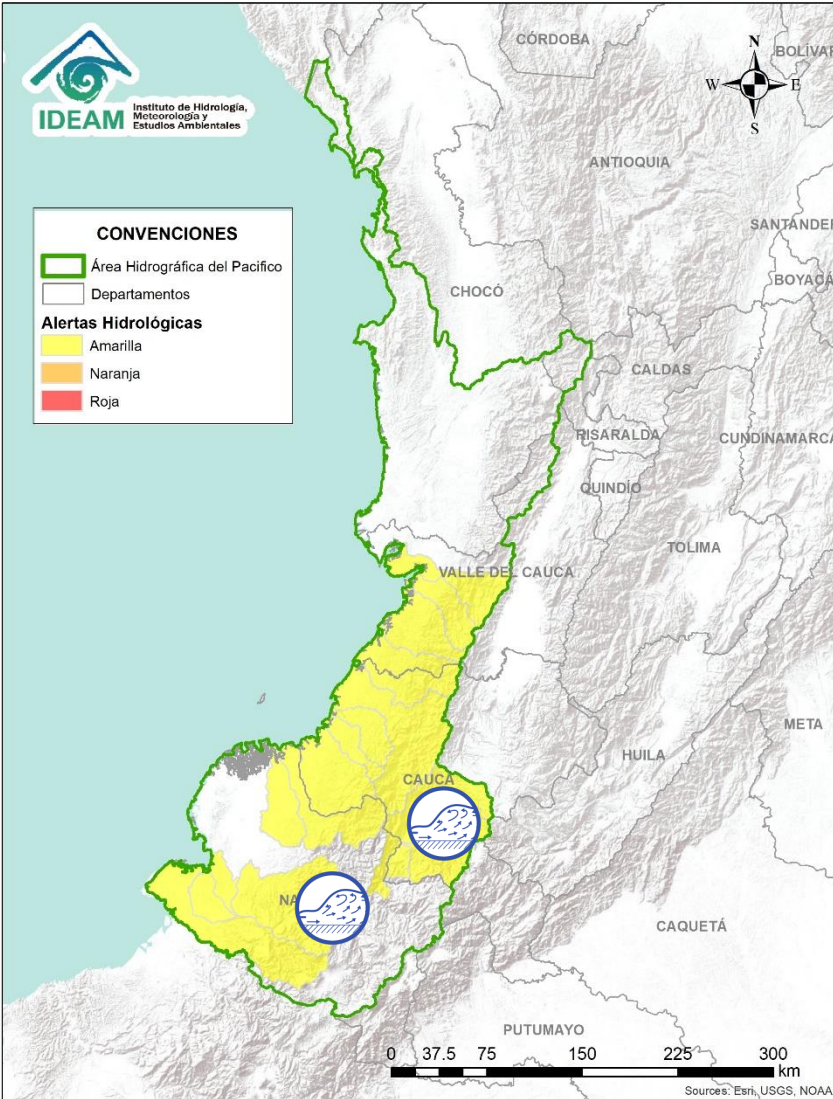 IDEAM
Instituto de Hidrología,
Meteorología y
Estudios Ambientales
CÓRDOBA
BOLÍVAR
N
W
E
S
ANTIOQUIA
SANTANDER
BOYACÁ
CONVENCIONES
Área Hidrográfica del Pacifico
Departamentos
Alertas Hidrológicas
Amarilla
Naranja
Roja
CHOCÓ
CALDAS
RISARALDA
CUNDINAMARCA
QUINDÍO
TOLIMA
VALLE DEL CAUCA
META
HUILA
CAUCA
NA
CAQUETÁ
PUTUMAYO
0 37.5 75 150 225 300
km
Sources: Esri, USGS, NOAA